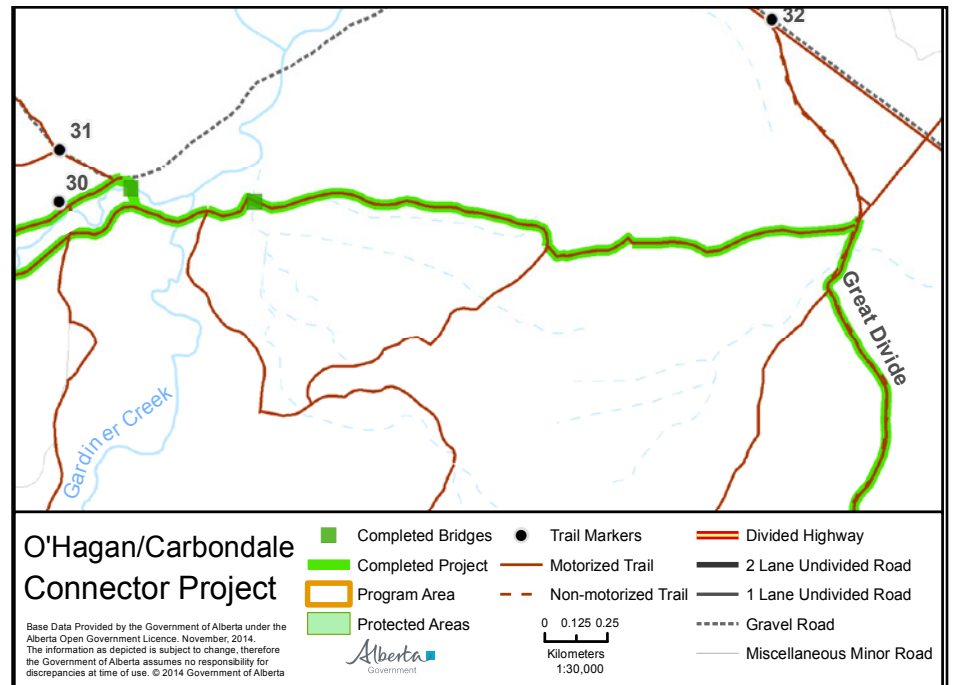 32
31
30
Great Divide
Gardiner Creek
O'Hagan/Carbondale
Connector Project
Base Data Provided by the Government of Alberta under the
Alberta Open Government Licence. November, 2014.
The information as depicted is subject to change, therefore
the Government of Alberta assumes no responsibility for
discrepancies at time of use. © 2014 Government of Alberta
Completed Bridges
Completed Project
Program Area
Protected Areas
Alberta
Government
Trail Markers
Motorized Trail
Non-motorized Trail
0 0.125 0.25
Kilometers
1:30,000
Divided Highway
2 Lane Undivided Road
1 Lane Undivided Road
Gravel Road
Miscellaneous Minor Road